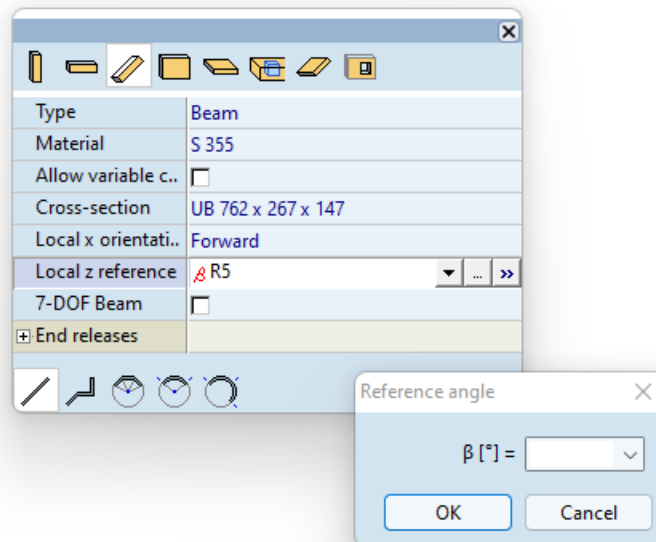 Type Beam
Material S 355
Allow variable c..
Cross-section UB 762 x 267 x 147
Local x orientati.. Forward
Local z reference β R5 ... »
7-DOF Beam
End releases
Reference angle
β [°] =
OK Cancel